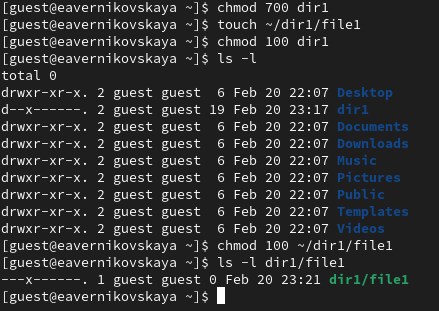 [guest@eavernikovskaya ~]$ chmod 700 dir1
[guest@eavernikovskaya ~]$ touch ~/dir1/file1
[guest@eavernikovskaya ~]$ chmod 100 dir1
[guest@eavernikovskaya ~]$ ls -l
total 0
drwxr-xr-x. 2 guest guest  6 Feb 20 22:07 Desktop
d--x------. 2 guest guest 19 Feb 20 23:17 dir1
drwxr-xr-x. 2 guest guest  6 Feb 20 22:07 Documents
drwxr-xr-x. 2 guest guest  6 Feb 20 22:07 Downloads
drwxr-xr-x. 2 guest guest  6 Feb 20 22:07 Music
drwxr-xr-x. 2 guest guest  6 Feb 20 22:07 Pictures
drwxr-xr-x. 2 guest guest  6 Feb 20 22:07 Public
drwxr-xr-x. 2 guest guest  6 Feb 20 22:07 Templates
drwxr-xr-x. 2 guest guest  6 Feb 20 22:07 Videos
[guest@eavernikovskaya ~]$ chmod 100 ~/dir1/file1
[guest@eavernikovskaya ~]$ ls -l dir1/file1
---x------. 1 guest guest 0 Feb 20 23:21 dir1/file1
[guest@eavernikovskaya ~]$